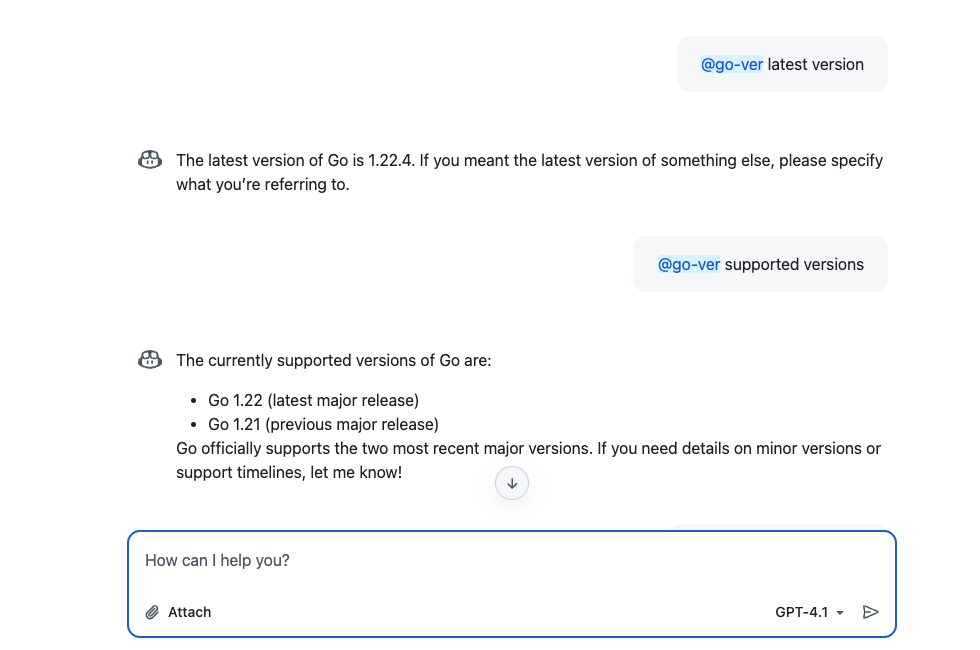 @go-ver latest version
The latest version of Go is 1.22.4. If you meant the latest version of something else, please specify
what you’re referring to.
@go-ver supported versions
The currently supported versions of Go are:
• Go 1.22 (latest major release)
• Go 1.21 (previous major release)
Go officially supports the two most recent major versions. If you need details on minor versions or
support timelines, let me know!
How can I help you?
Attach
GPT-4.1